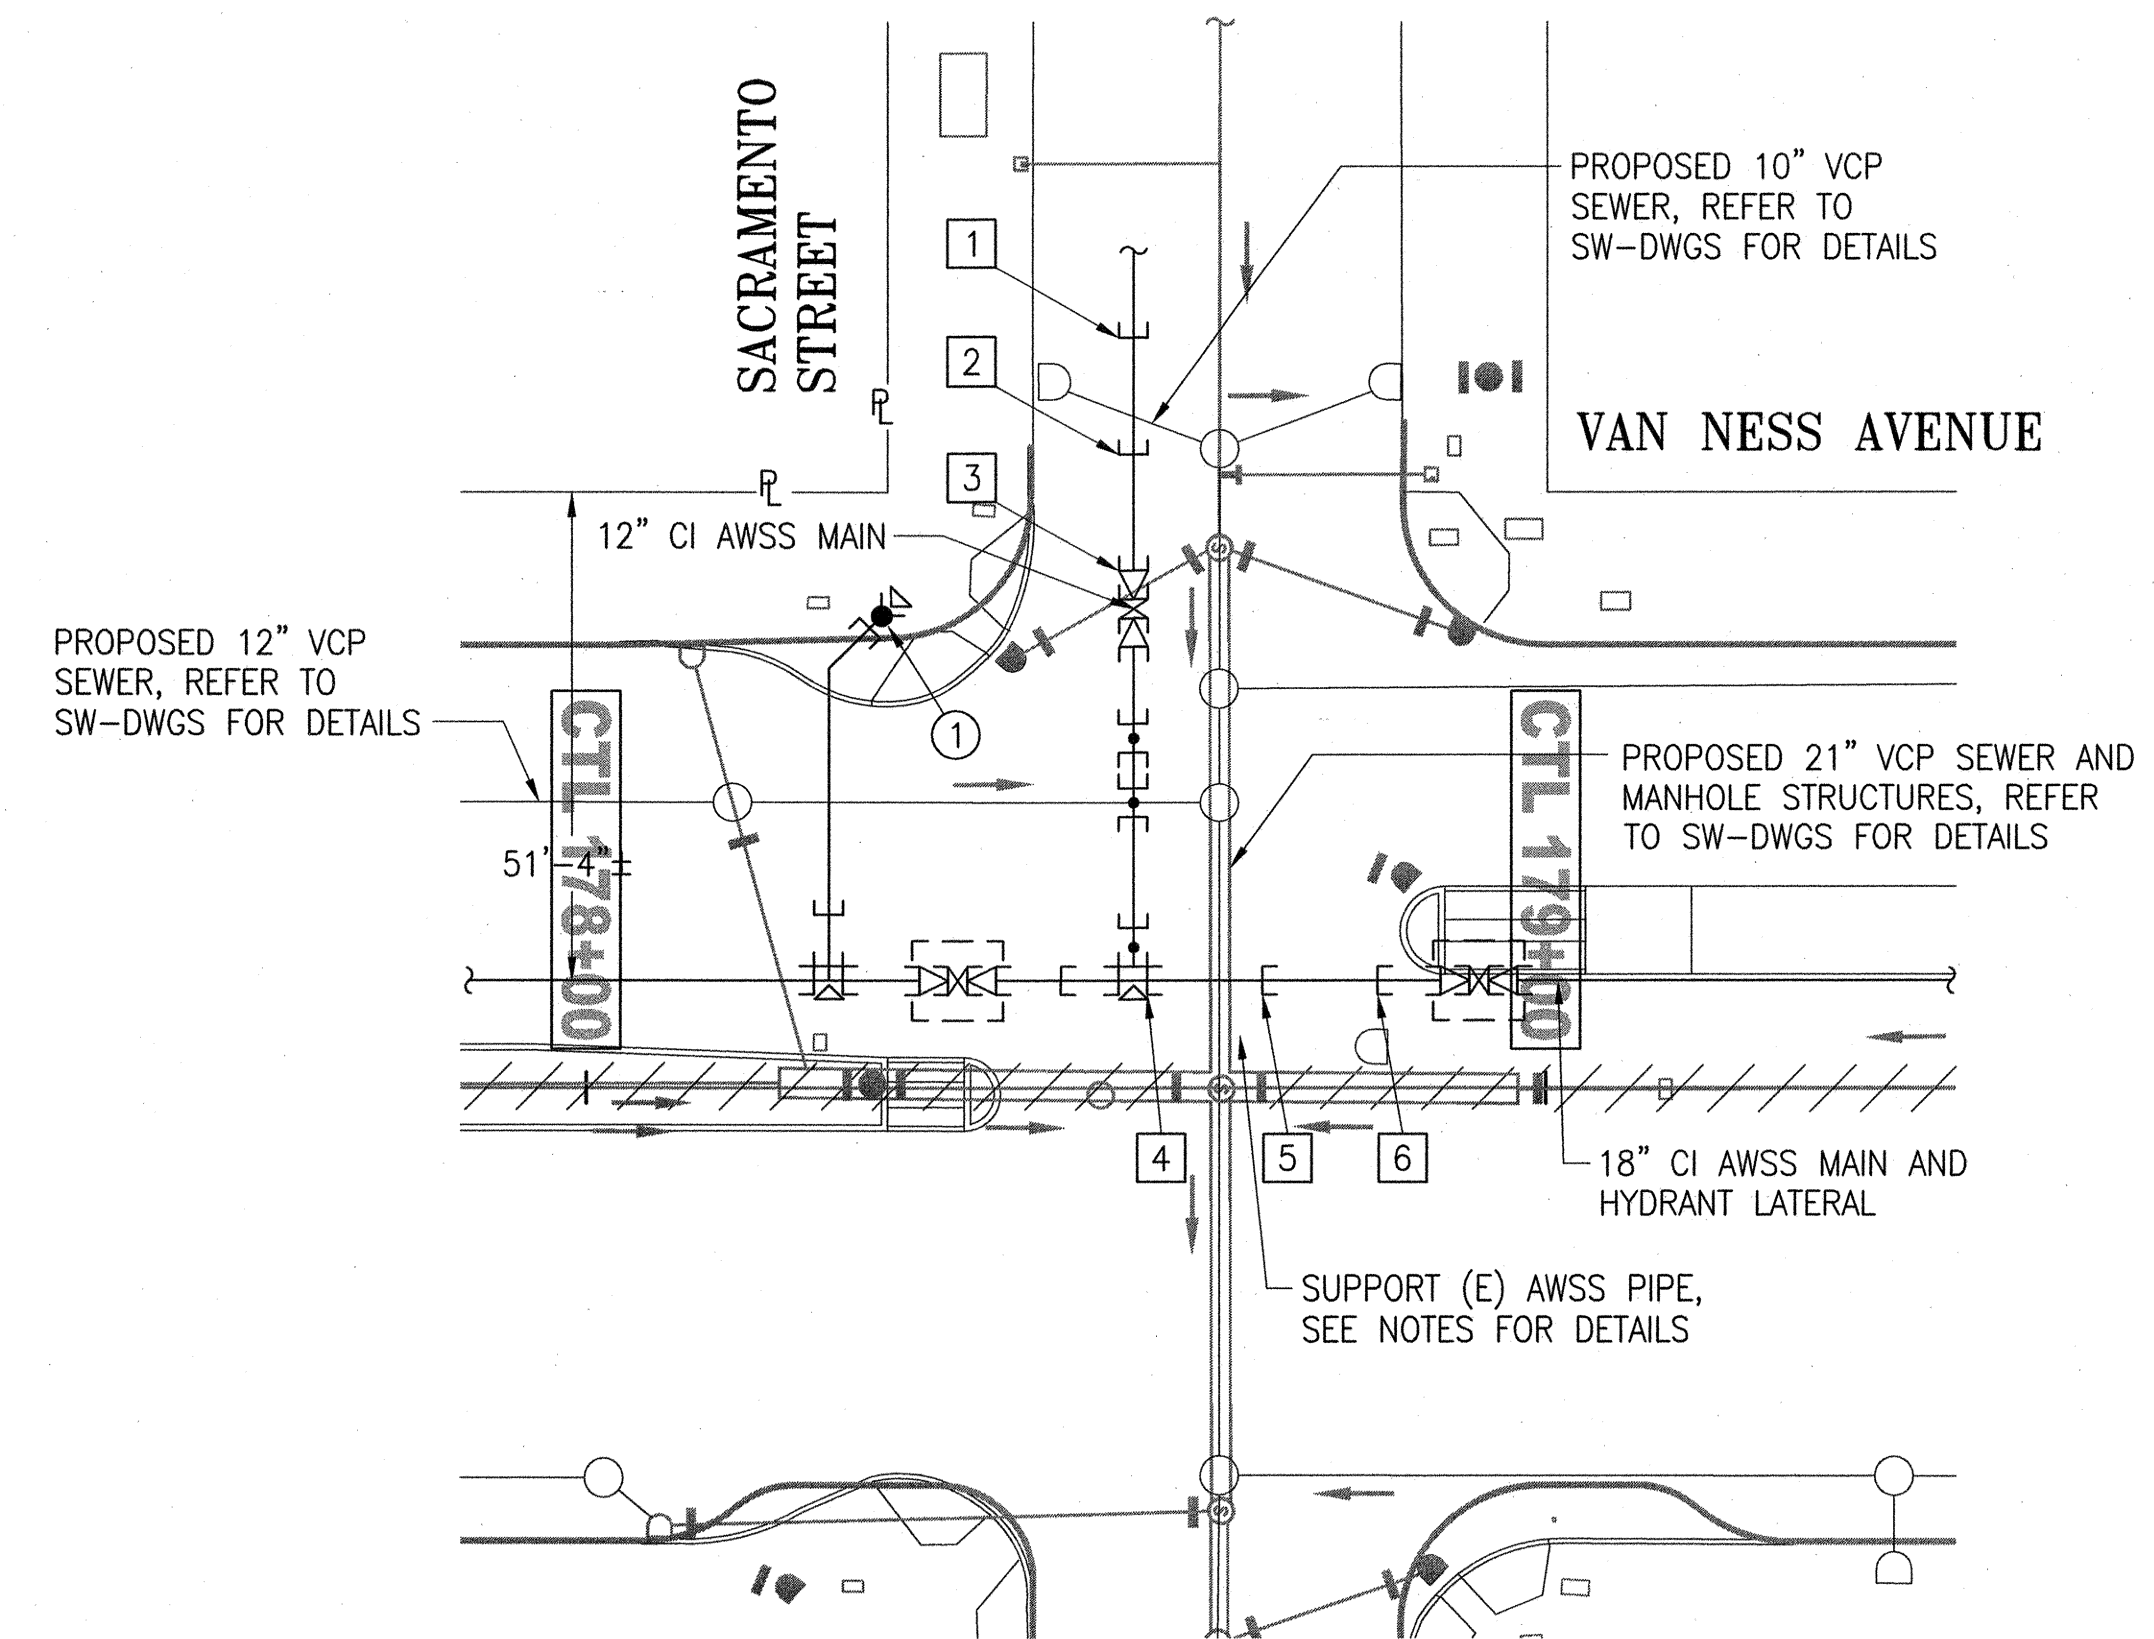 SACRAMENTO
STREET
PROPOSED 10" VCP
SEWER, REFER TO
SW-DWGS FOR DETAILS
1
2
3
PL
PL
VAN NESS AVENUE
12" CI AWSS MAIN
PROPOSED 12" VCP
SEWER, REFER TO
SW-DWGS FOR DETAILS
1
CTL 178+00
51'-4"±
CTL 179+00
PROPOSED 21" VCP SEWER AND
MANHOLE STRUCTURES, REFER
TO SW-DWGS FOR DETAILS
S
S
4
5
6
18" CI AWSS MAIN AND
HYDRANT LATERAL
SUPPORT (E) AWSS PIPE,
SEE NOTES FOR DETAILS
S